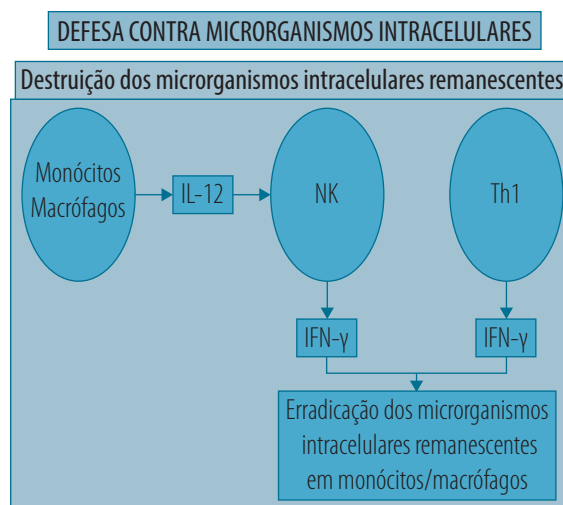 DEFESA CONTRA MICRORGANISMOS INTRACELULARES
Destruição dos microrganismos intracelulares remanescentes
Monócitos
Macrófagos
IL-12
NK
Th1
IFN-γ
IFN-γ
Erradicação dos microrganismos
intracelulares remanescentes
em monócitos/macrófagos